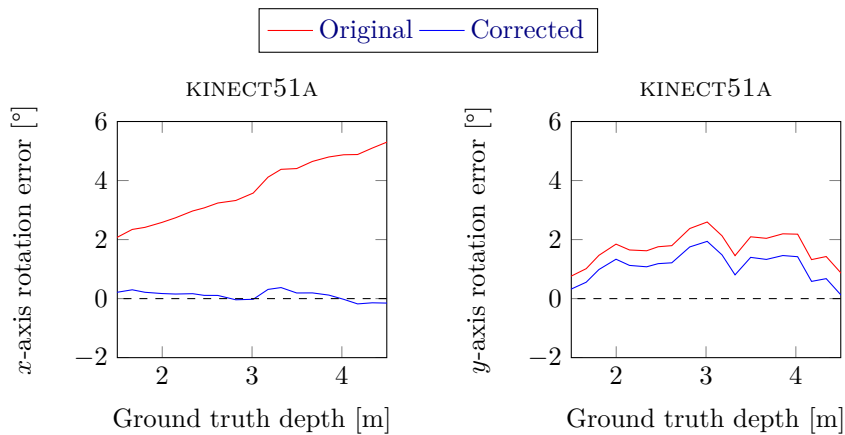 Original Corrected
KINECT51A
x-axis rotation error [°]
6
4
2
0
−2
2 3 4
Ground truth depth [m]
KINECT51A
y-axis rotation error [°]
6
4
2
0
−2
2 3 4
Ground truth depth [m]